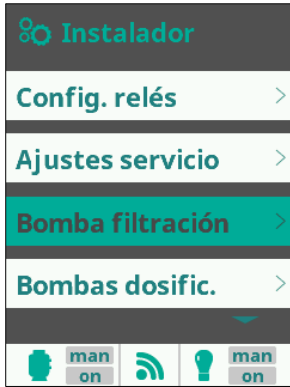 Instalador
Config. relés
Ajustes servicio
Bomba filtración
Bombas dosific.
man man
on on